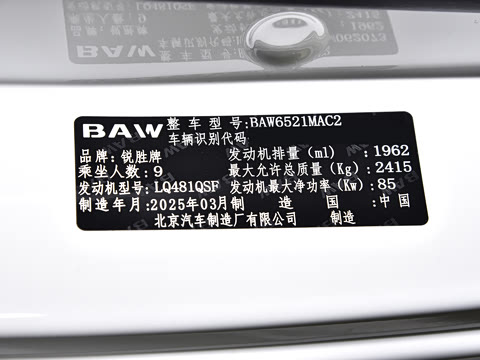 BAW 整车型号:BAW6521MAC2
车辆识别代码
品牌:锐胜牌 发动机排量(ml):1962
乘坐人数:9 最大允许总质量(Kg):2415
发动机型号:LQ481QSF 发动机最大净功率(Kw):85
制造年月:2025年03月 制造国:中国
北京汽车制造厂有限公司 制造